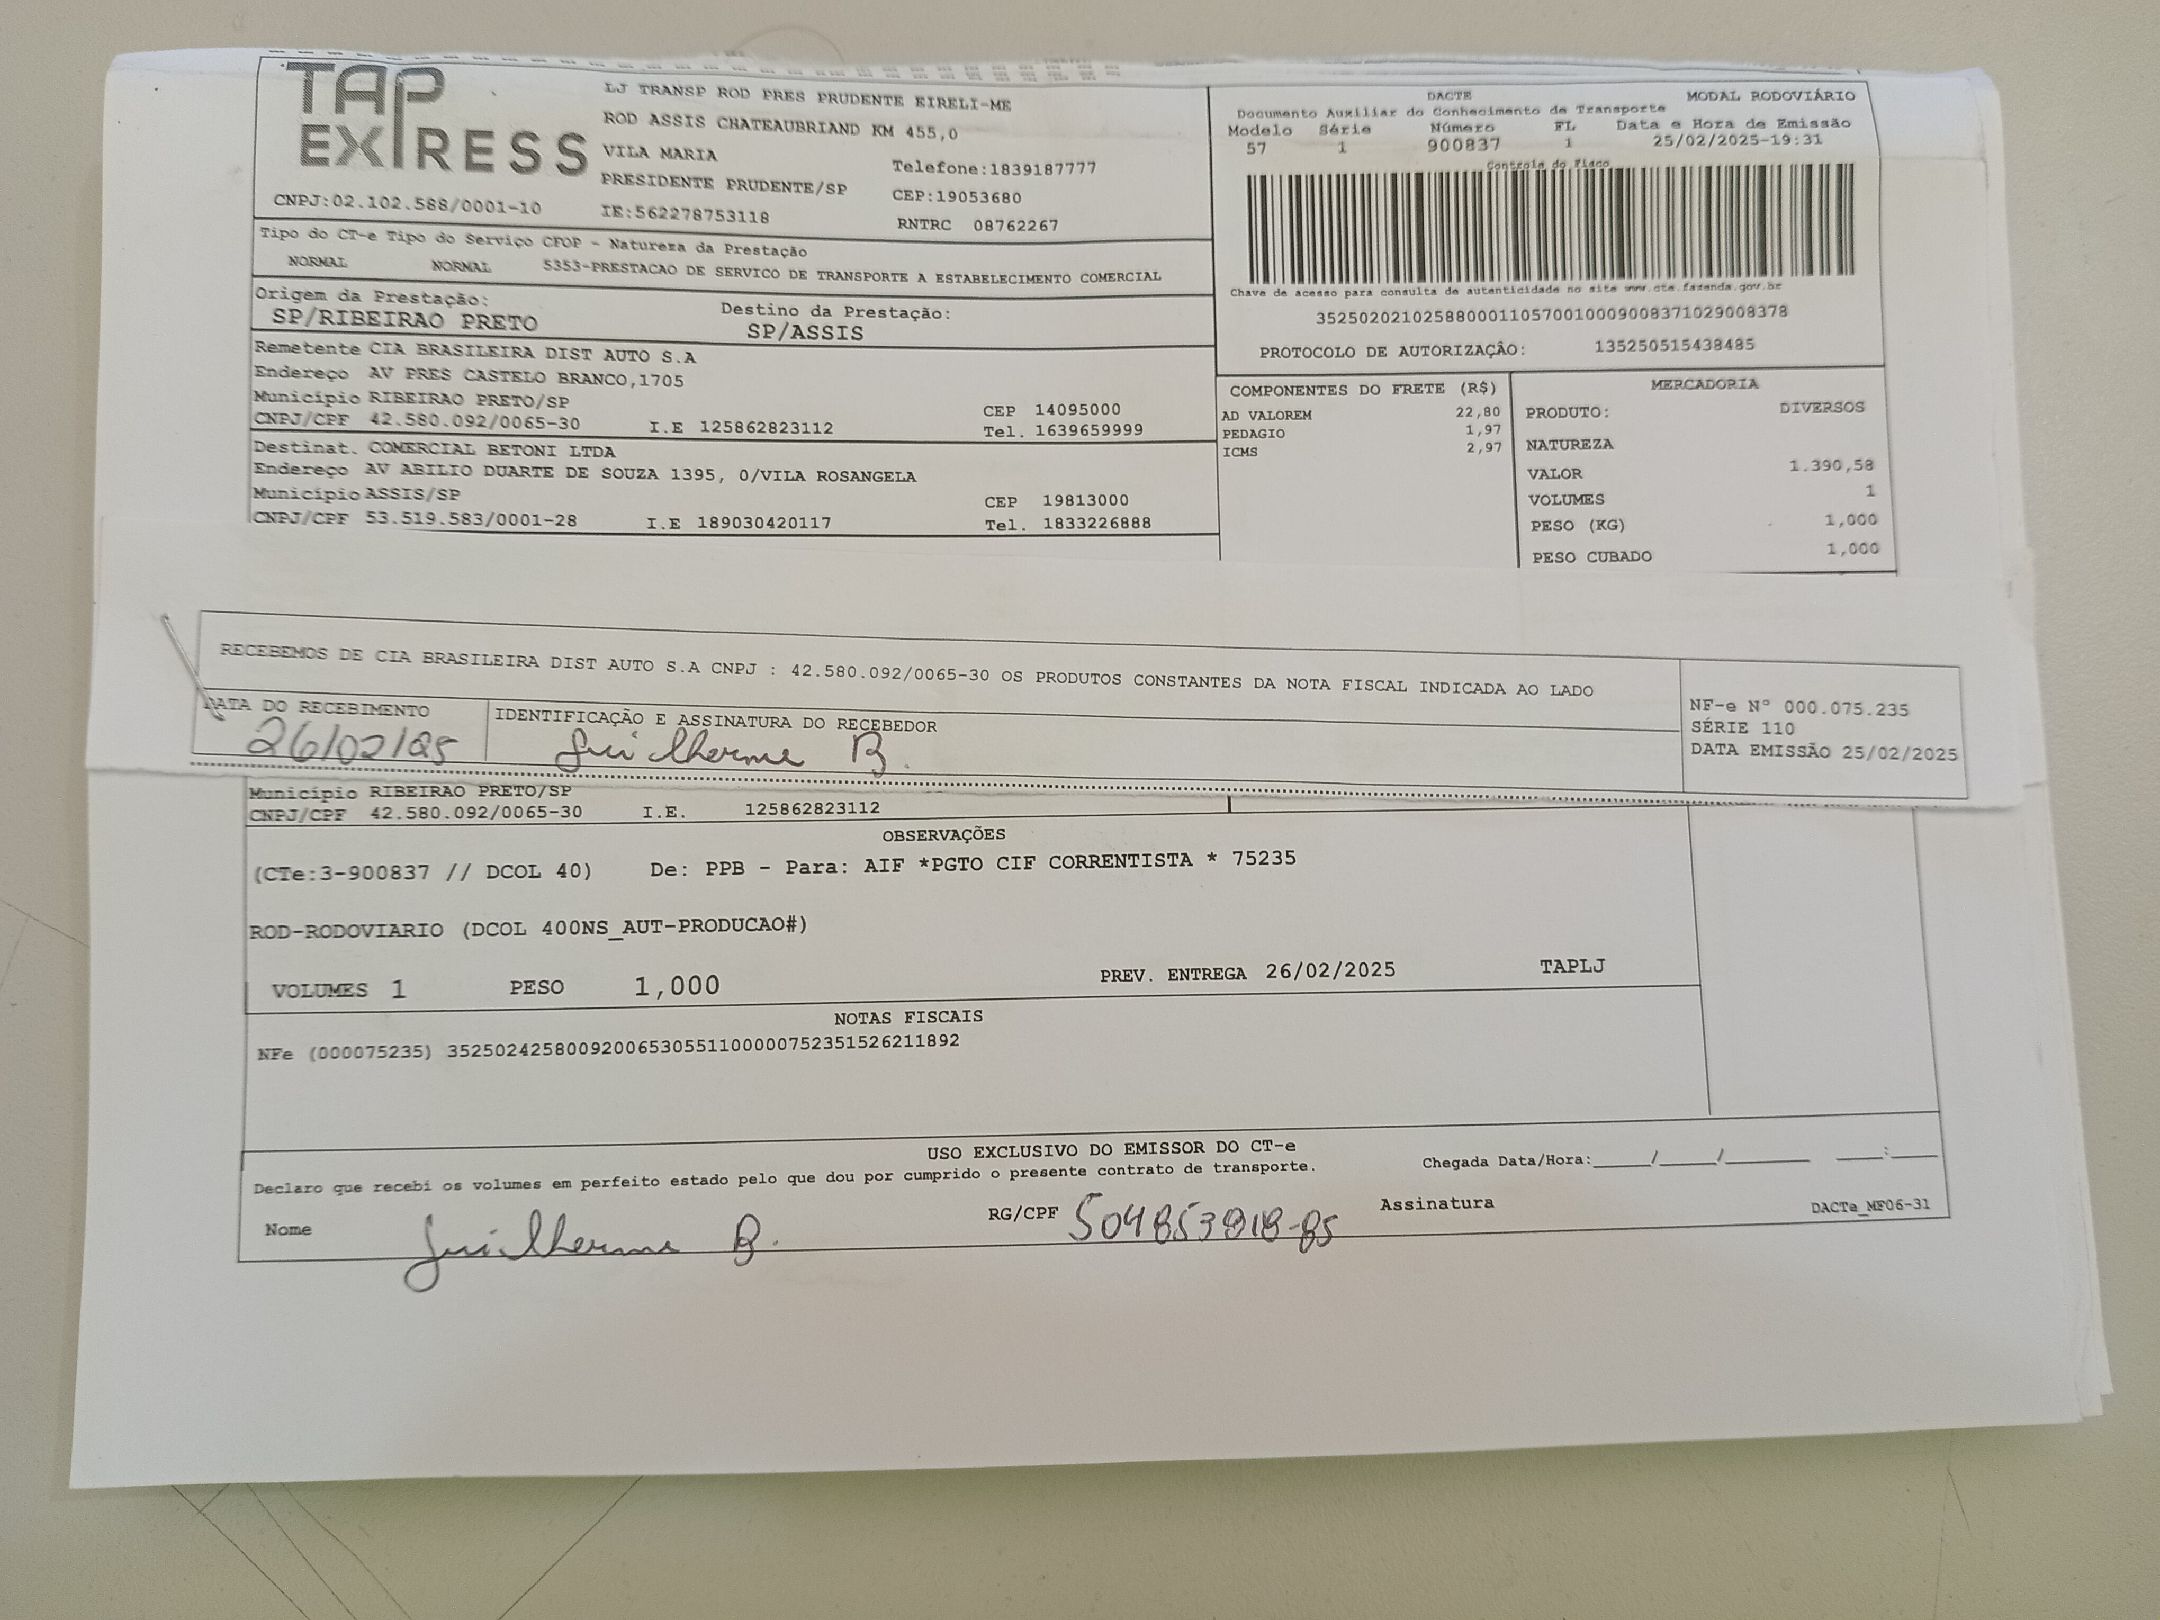 TAP EXPRESS
LJ TRANSP ROD PRES PRUDENTE EIRELI-ME
ROD ASSIS CHATEAUBRIAND KM 455,0
VILA MARIA Telefone:1839187777
PRESIDENTE PRUDENTE/SP CEP:19053680
CNPJ:02.102.588/0001-10 IE:562278753118 RNTRC 08762267
DACTE MODAL RODOVIÁRIO
Documento Auxiliar do Conhecimento de Transporte
Modelo Série Número FL Data e Hora de Emissão
57 1 900837 1 25/02/2025-19:31
Controle do Fisco
Chave de acesso para consulta de autenticidade no site www.cte.fazenda.gov.br
35250202102588000110570010009008371029008378
PROTOCOLO DE AUTORIZAÇÃO: 135250515438485
Tipo do CT-e Tipo do Serviço CFOP - Natureza da Prestação
NORMAL NORMAL 5353-PRESTACAO DE SERVICO DE TRANSPORTE A ESTABELECIMENTO COMERCIAL
Origem da Prestação: Destino da Prestação:
SP/RIBEIRAO PRETO SP/ASSIS
Remetente CIA BRASILEIRA DIST AUTO S.A
Endereço AV PRES CASTELO BRANCO,1705
Município RIBEIRAO PRETO/SP CEP 14095000
CNPJ/CPF 42.580.092/0065-30 I.E 125862823112 Tel. 1639659999
Destinat. COMERCIAL BETONI LTDA
Endereço AV ABILIO DUARTE DE SOUZA 1395, 0/VILA ROSANGELA
Município ASSIS/SP CEP 19813000
CNPJ/CPF 53.519.583/0001-28 I.E 189030420117 Tel. 1833226888
COMPONENTES DO FRETE (R$)
AD VALOREM 22,80
PEDAGIO 1,97
ICMS 2,97
MERCADORIA
PRODUTO: DIVERSOS
NATUREZA
VALOR 1.390,58
VOLUMES 1
PESO (KG) 1,000
PESO CUBADO 1,000
RECEBEMOS DE CIA BRASILEIRA DIST AUTO S.A CNPJ : 42.580.092/0065-30 OS PRODUTOS CONSTANTES DA NOTA FISCAL INDICADA AO LADO
DATA DO RECEBIMENTO IDENTIFICAÇÃO E ASSINATURA DO RECEBEDOR
26/02/25 Guilherme B.
NF-e N° 000.075.235
SÉRIE 110
DATA EMISSÃO 25/02/2025
Município RIBEIRAO PRETO/SP
CNPJ/CPF 42.580.092/0065-30 I.E. 125862823112
OBSERVAÇÕES
(CTe:3-900837 // DCOL 40) De: PPB - Para: AIF *PGTO CIF CORRENTISTA * 75235
ROD-RODOVIARIO (DCOL 400NS_AUT-PRODUCAO#)
VOLUMES 1 PESO 1,000 PREV. ENTREGA 26/02/2025 TAPLJ
NOTAS FISCAIS
NFe (000075235) 35250242580092006530551100000752351526211892
USO EXCLUSIVO DO EMISSOR DO CT-e
Declaro que recebi os volumes em perfeito estado pelo que dou por cumprido o presente contrato de transporte. Chegada Data/Hora:_____/_____/_______ ____:____
Nome Guilherme B. RG/CPF Assinatura DACTe_MF06-31